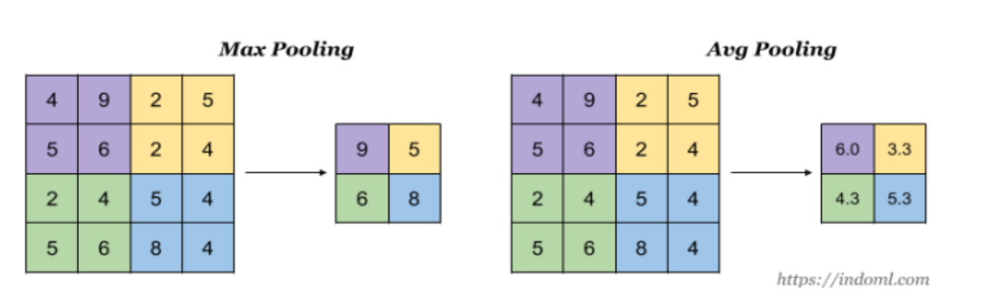 Max Pooling
4 9 2 5
5 6 2 4
2 4 5 4
5 6 8 4
9 5
6 8
Avg Pooling
4 9 2 5
5 6 2 4
2 4 5 4
5 6 8 4
6.0 3.3
4.3 5.3
https://indoml.com